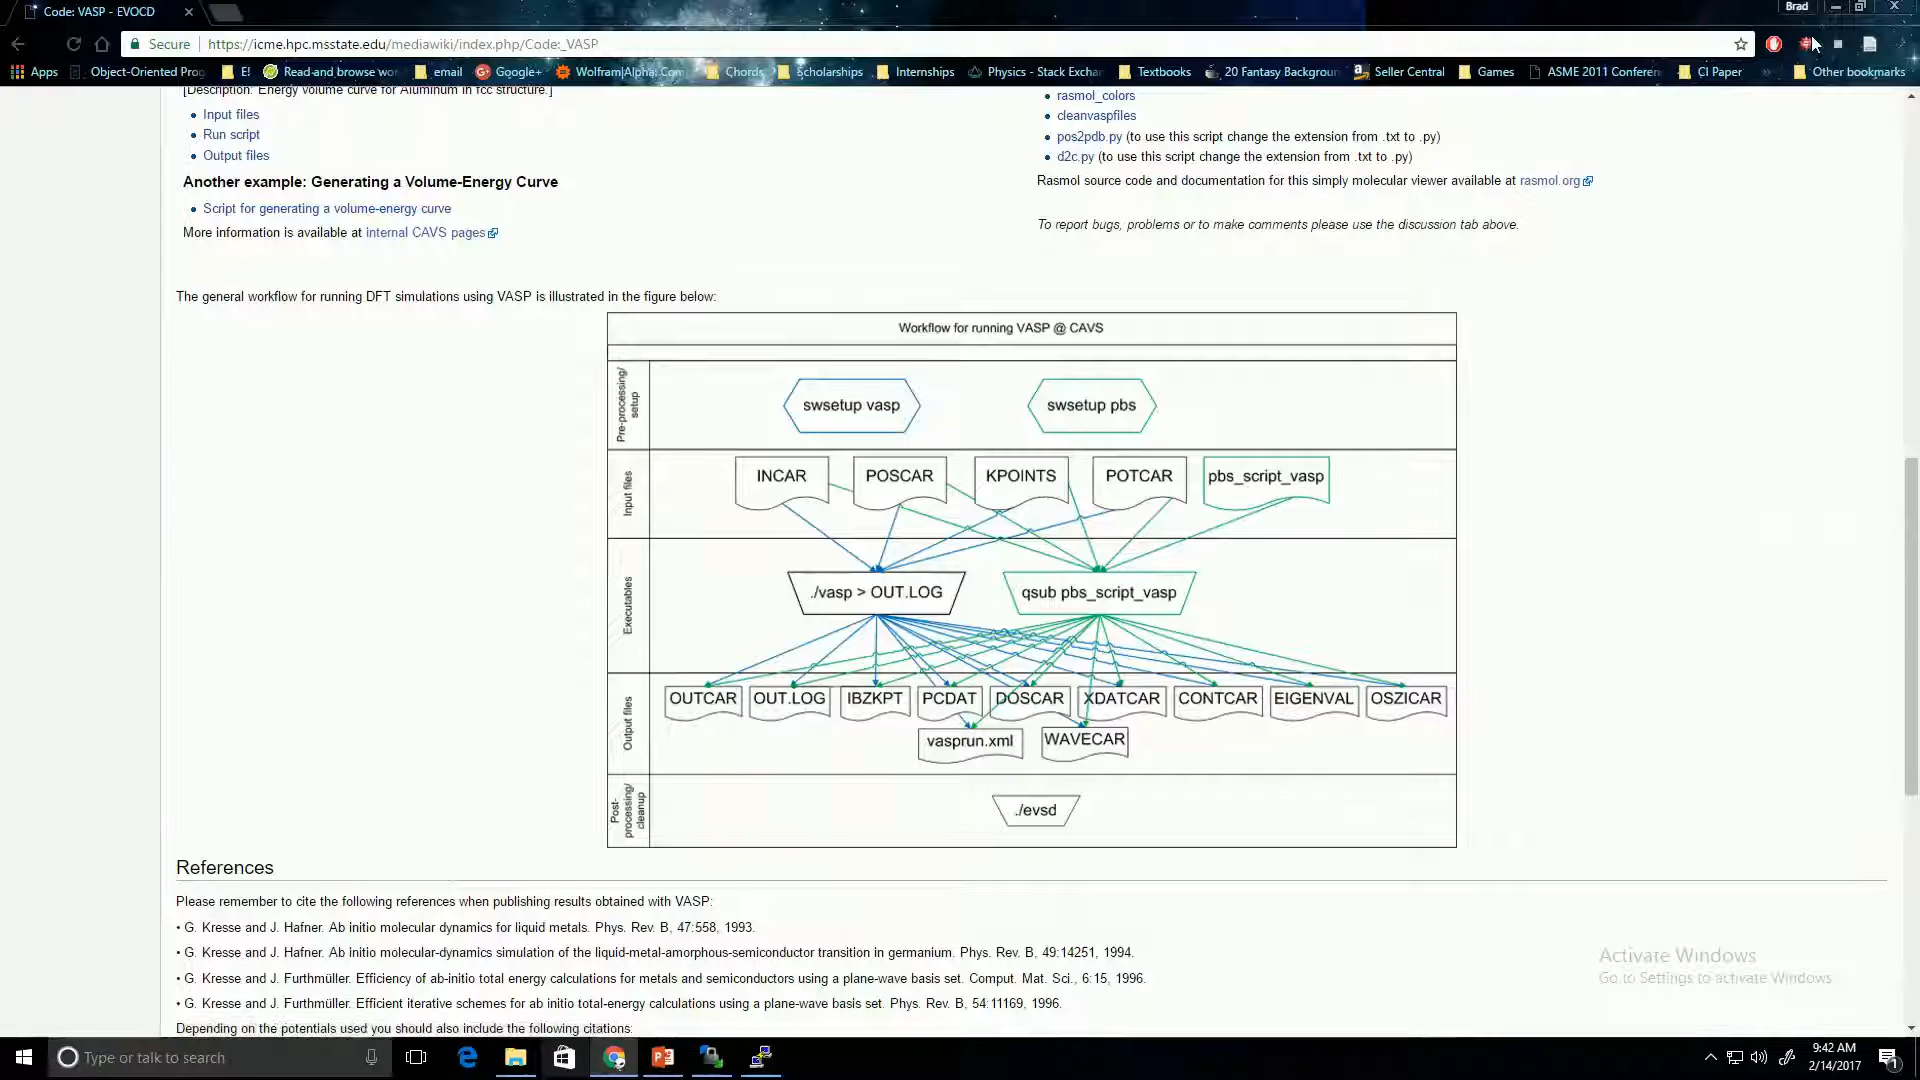 Code: VASP - EVOCD
Brad
Secure https://icme.hpc.msstate.edu/mediawiki/index.php/Code:_VASP
Apps Object-Oriented Prog E! Read and browse wo email Google+ Wolfram|Alpha: Com Chords Scholarships Internships Physics - Stack Excha Textbooks 20 Fantasy Backgroun Seller Central Games ASME 2011 Conferen CI Paper » Other bookmarks
[Description: Energy volume curve for Aluminum in fcc structure.]
• Input files
• Run script
• Output files
Another example: Generating a Volume-Energy Curve
• Script for generating a volume-energy curve
More information is available at internal CAVS pages
• rasmol_colors
• cleanvaspfiles
• pos2pdb.py (to use this script change the extension from .txt to .py)
• d2c.py (to use this script change the extension from .txt to .py)
Rasmol source code and documentation for this simply molecular viewer available at rasmol.org
To report bugs, problems or to make comments please use the discussion tab above.
The general workflow for running DFT simulations using VASP is illustrated in the figure below:
Workflow for running VASP @ CAVS
Pre-processing/
setup
swsetup vasp swsetup pbs
Input files
INCAR POSCAR KPOINTS POTCAR pbs_script_vasp
Executables
./vasp > OUT.LOG qsub pbs_script_vasp
Output files
OUTCAR OUT.LOG IBZKPT PCDAT DOSCAR XDATCAR CONTCAR EIGENVAL OSZICAR
vasprun.xml WAVECAR
Post-
processing/
cleanup
./evsd
References
Please remember to cite the following references when publishing results obtained with VASP:
• G. Kresse and J. Hafner. Ab initio molecular dynamics for liquid metals. Phys. Rev. B, 47:558, 1993.
• G. Kresse and J. Hafner. Ab initio molecular-dynamics simulation of the liquid-metal-amorphous-semiconductor transition in germanium. Phys. Rev. B, 49:14251, 1994.
• G. Kresse and J. Furthmüller. Efficiency of ab-initio total energy calculations for metals and semiconductors using a plane-wave basis set. Comput. Mat. Sci., 6:15, 1996.
• G. Kresse and J. Furthmüller. Efficient iterative schemes for ab initio total-energy calculations using a plane-wave basis set. Phys. Rev. B, 54:11169, 1996.
Depending on the potentials used you should also include the following citations:
Activate Windows
Go to Settings to activate Windows
Type or talk to search
9:42 AM
2/14/2017
1